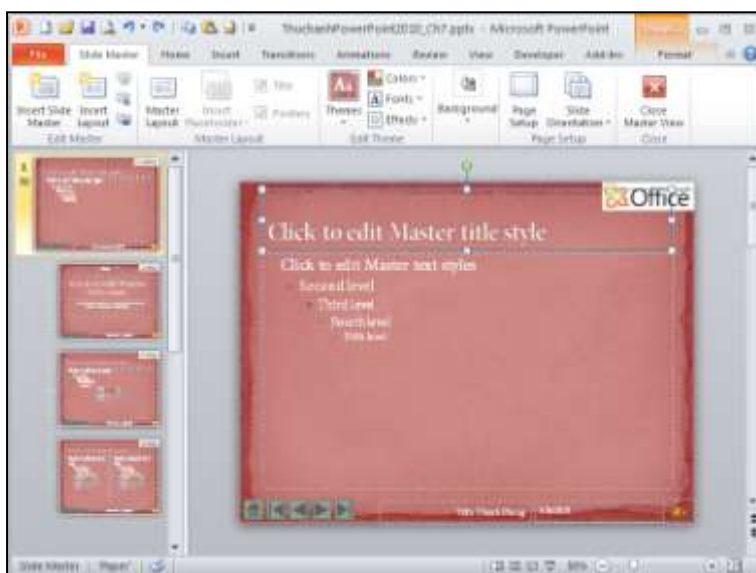 ThuchanhPowerPoint2010_Ch7.pptx - Microsoft PowerPoint
File Slide Master Home Insert Transitions Animations Review View Developer Add-Ins Format
Insert Slide Master
Insert Layout
Edit Master
Master Layout
Insert Placeholder
Title
Footers
Master Layout
Themes
Colors
Fonts
Effects
Edit Theme
Background
Page Setup
Slide Orientation
Page Setup
Close Master View
Close
1
Office
Click to edit Master title style
Click to edit Master text styles
Second level
Third level
Fourth level
Fifth level
Slide Master "Paper"